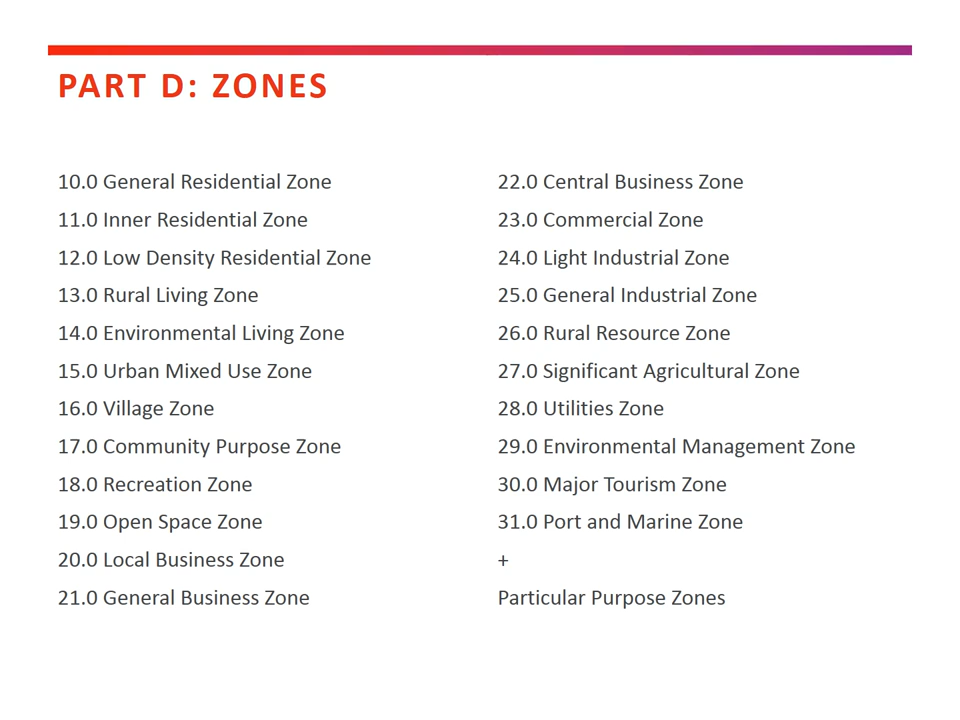 PART D: ZONES
10.0 General Residential Zone
11.0 Inner Residential Zone
12.0 Low Density Residential Zone
13.0 Rural Living Zone
14.0 Environmental Living Zone
15.0 Urban Mixed Use Zone
16.0 Village Zone
17.0 Community Purpose Zone
18.0 Recreation Zone
19.0 Open Space Zone
20.0 Local Business Zone
21.0 General Business Zone
22.0 Central Business Zone
23.0 Commercial Zone
24.0 Light Industrial Zone
25.0 General Industrial Zone
26.0 Rural Resource Zone
27.0 Significant Agricultural Zone
28.0 Utilities Zone
29.0 Environmental Management Zone
30.0 Major Tourism Zone
31.0 Port and Marine Zone
+
Particular Purpose Zones